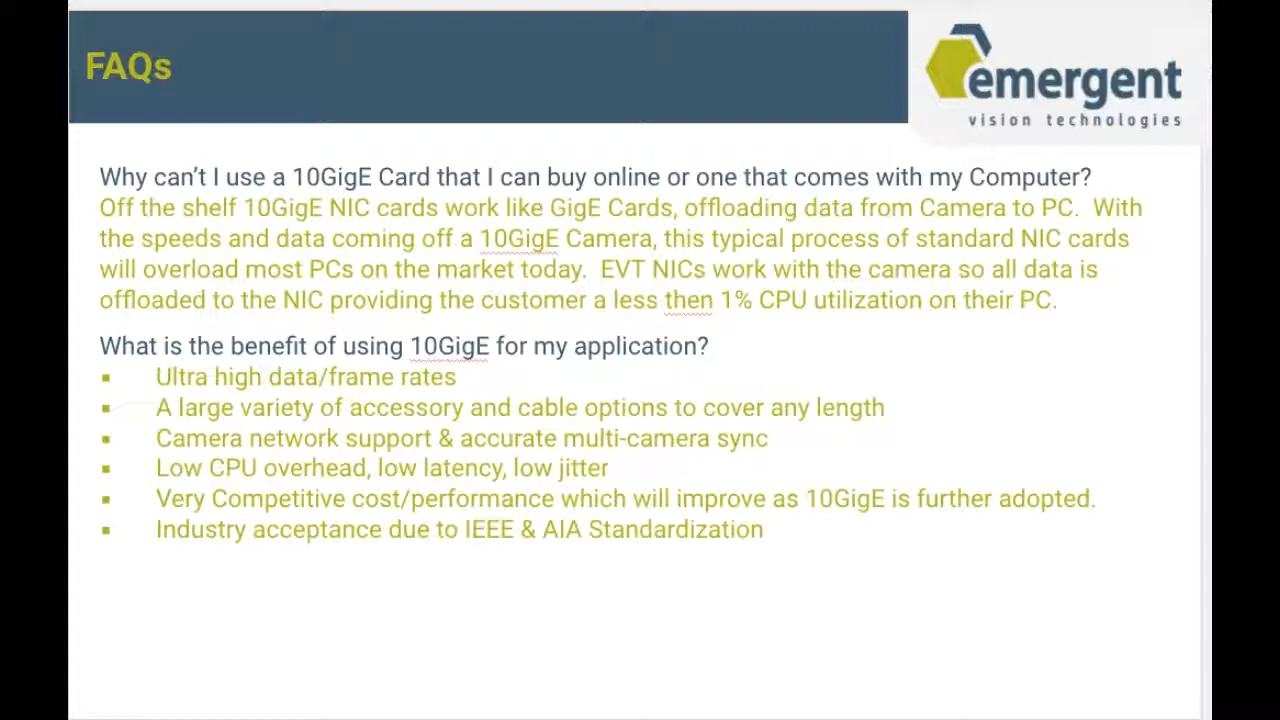 FAQs
emergent
vision technologies
Why can't I use a 10GigE Card that I can buy online or one that comes with my Computer?
Off the shelf 10GigE NIC cards work like GigE Cards, offloading data from Camera to PC.  With
the speeds and data coming off a 10GigE Camera, this typical process of standard NIC cards
will overload most PCs on the market today.  EVT NICs work with the camera so all data is
offloaded to the NIC providing the customer a less then 1% CPU utilization on their PC.
What is the benefit of using 10GigE for my application?
▪ Ultra high data/frame rates
▪ A large variety of accessory and cable options to cover any length
▪ Camera network support & accurate multi-camera sync
▪ Low CPU overhead, low latency, low jitter
▪ Very Competitive cost/performance which will improve as 10GigE is further adopted.
▪ Industry acceptance due to IEEE & AIA Standardization